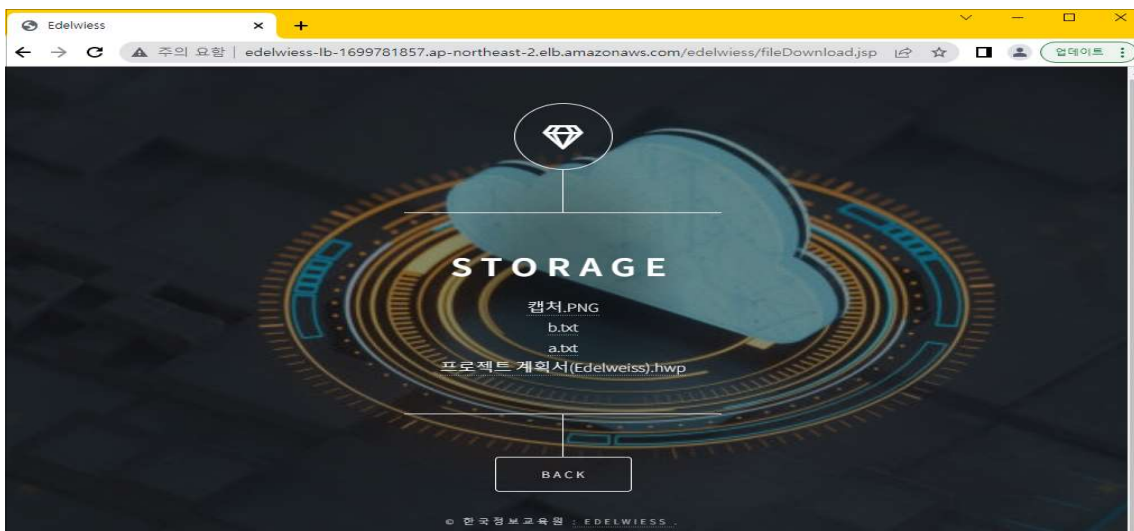 Edelwiess
주의 요함 | edelwiess-lb-1699781857.ap-northeast-2.elb.amazonaws.com/edelwiess/fileDownload.jsp
업데이트
STORAGE
캡처.PNG
b.txt
a.txt
프로젝트 계획서(Edelweiss).hwp
BACK
© 한국정보교육원 : EDELWIESS .